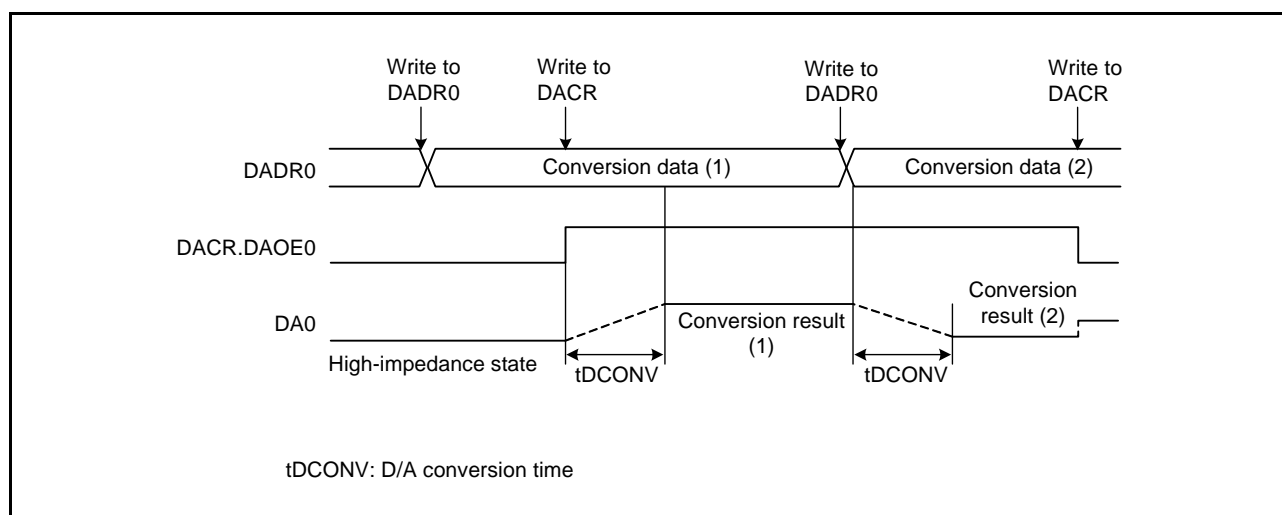 Write to
DADR0
Write to
DACR
Write to
DADR0
Write to
DACR
DADR0
Conversion data (1)
Conversion data (2)
DACR.DAOE0
DA0
Conversion result
(1)
Conversion
result (2)
High-impedance state
tDCONV
tDCONV
tDCONV: D/A conversion time